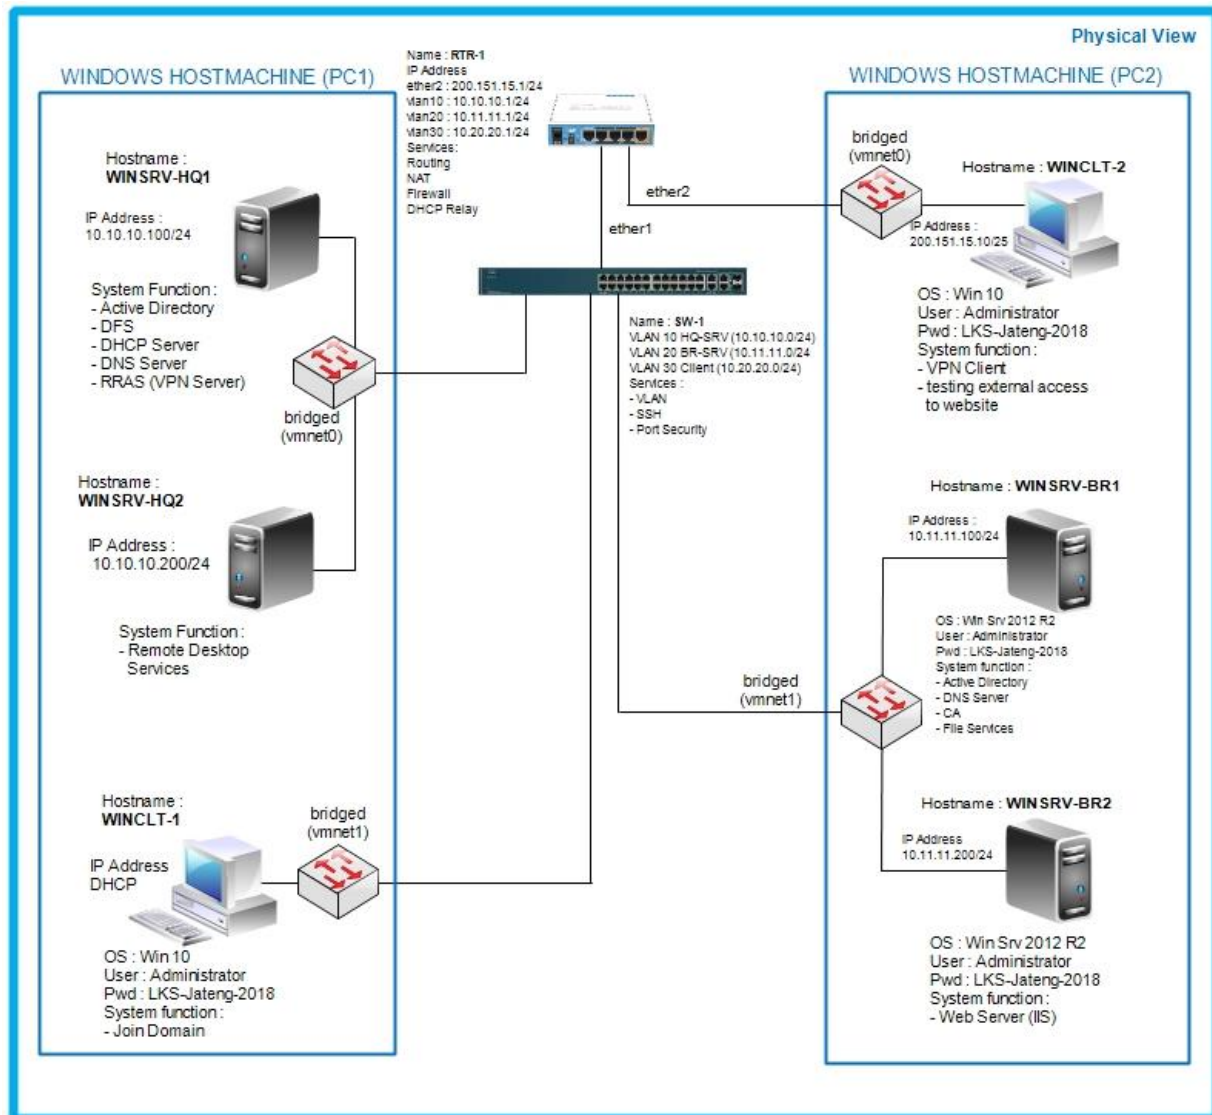 Physical View
WINDOWS HOSTMACHINE (PC1)
Hostname :
WINSRV-HQ1
IP Address :
10.10.10.100/24
System Function :
- Active Directory
- DFS
- DHCP Server
- DNS Server
- RRAS (VPN Server)
bridged
(vmnet0)
Hostname :
WINSRV-HQ2
IP Address :
10.10.10.200/24
System Function :
- Remote Desktop
Services
Hostname :
WINCLT-1
IP Address
DHCP
bridged
(vmnet1)
OS : Win 10
User : Administrator
Pwd : LKS-Jateng-2018
System function :
- Join Domain
Name : RTR-1
IP Address
ether2 : 200.151.15.1/24
vlan10 : 10.10.10.1/24
vlan20 : 10.11.11.1/24
vlan30 : 10.20.20.1/24
Services:
Routing
NAT
Firewall
DHCP Relay
ether2
ether1
Name : SW-1
VLAN 10 HQ-SRV (10.10.10.0/24)
VLAN 20 BR-SRV (10.11.11.0/24
VLAN 30 Client (10.20.20.0/24)
Services :
- VLAN
- SSH
- Port Security
bridged
(vmnet1)
WINDOWS HOSTMACHINE (PC2)
bridged
(vmnet0)
Hostname : WINCLT-2
IP Address :
200.151.15.10/25
OS : Win 10
User : Administrator
Pwd : LKS-Jateng-2018
System function :
- VPN Client
- testing external access
to website
Hostname : WINSRV-BR1
IP Address :
10.11.11.100/24
OS : Win Srv 2012 R2
User : Administrator
Pwd : LKS-Jateng-2018
System function :
- Active Directory
- DNS Server
- CA
- File Services
Hostname : WINSRV-BR2
IP Address
10.11.11.200/24
OS : Win Srv 2012 R2
User : Administrator
Pwd : LKS-Jateng-2018
System function :
- Web Server (IIS)